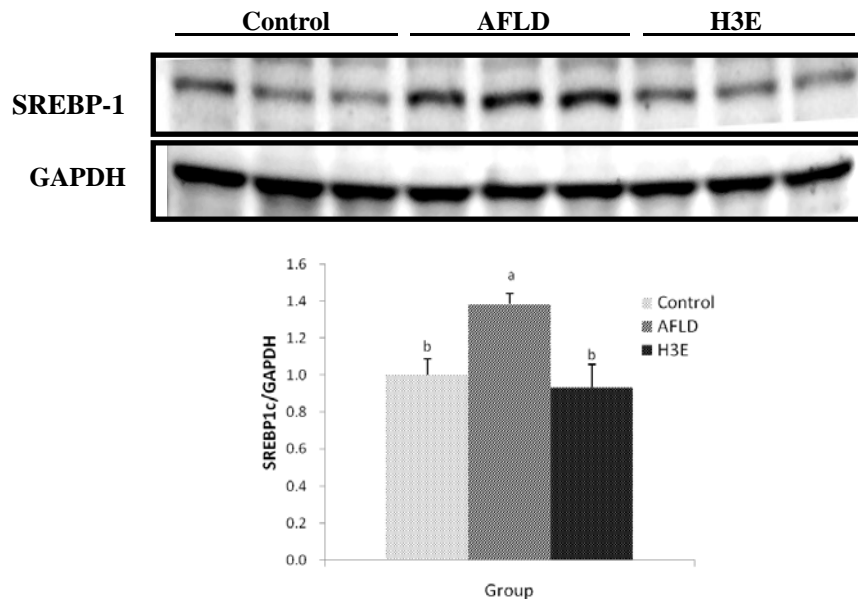 Control AFLD H3E
SREBP-1
GAPDH
1.6
1.4
1.2
1.0
0.8
0.6
0.4
0.2
0.0
SREBP1c/GAPDH
b
a
b
Control
AFLD
H3E
Group